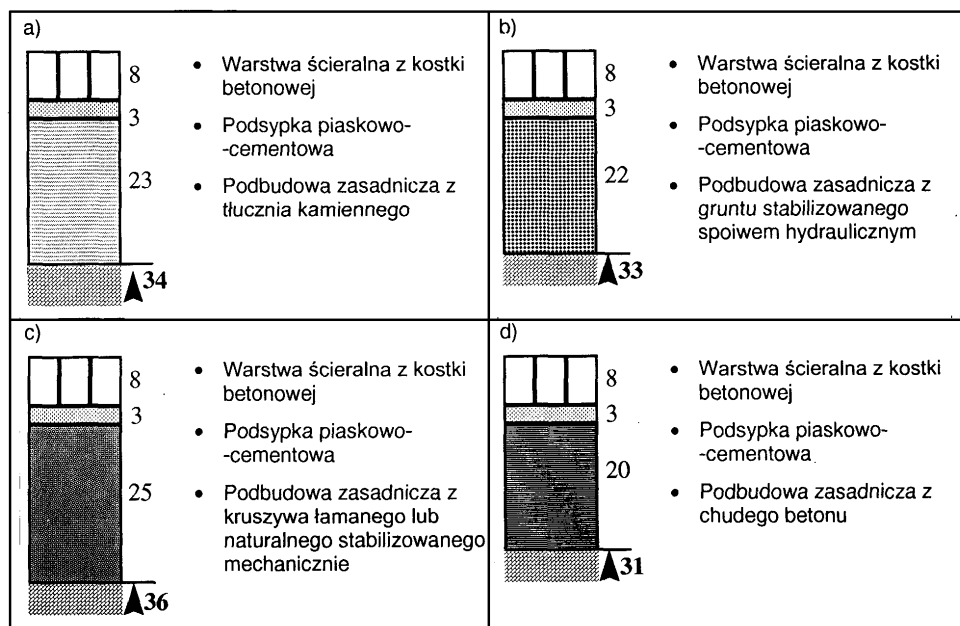 a)
8
3
23
34
• Warstwa ścieralna z kostki
betonowej
• Podsypka piaskowo-
-cementowa
• Podbudowa zasadnicza z
tłucznia kamiennego
b)
8
3
22
33
• Warstwa ścieralna z kostki
betonowej
• Podsypka piaskowo-
-cementowa
• Podbudowa zasadnicza z
gruntu stabilizowanego
spoiwem hydraulicznym
c)
8
3
25
36
• Warstwa ścieralna z kostki
betonowej
• Podsypka piaskowo-
-cementowa
• Podbudowa zasadnicza z
kruszywa łamanego lub
naturalnego stabilizowanego
mechanicznie
d)
8
3
20
31
• Warstwa ścieralna z kostki
betonowej
• Podsypka piaskowo-
-cementowa
• Podbudowa zasadnicza z
chudego betonu